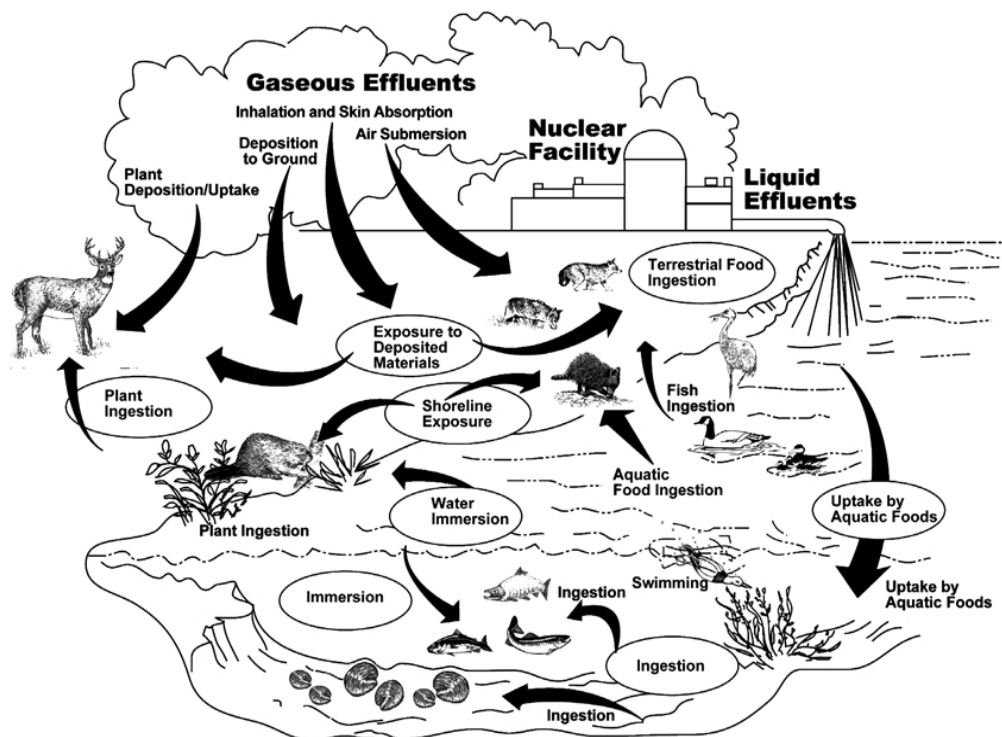 Gaseous Effluents
Inhalation and Skin Absorption
Air Submersion
Deposition
to Ground
Plant
Deposition/Uptake
Nuclear
Facility
Liquid
Effluents
Terrestrial Food
Ingestion
Exposure to
Deposited
Materials
Plant
Ingestion
Shoreline
Exposure
Fish
Ingestion
Aquatic
Food Ingestion
Water
Immersion
Plant Ingestion
Uptake by
Aquatic Foods
Swimming
Immersion
Ingestion
Uptake by
Aquatic Foods
Ingestion
Ingestion